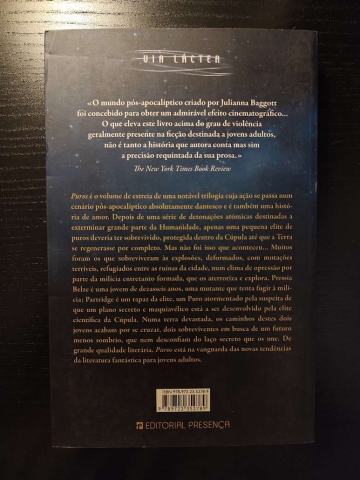 VIA LÁCTEA
«O mundo pós-apocalíptico criado por Julianna Baggott
foi concebido para obter um admirável efeito cinematográfico...
O que eleva este livro acima do grau de violência
geralmente presente na ficção destinada a jovens adultos,
não é tanto a história que autora conta mas sim
a precisão requintada da sua prosa.»
The New York Times Book Review
Puros é o volume de estreia de uma notável trilogia cuja ação se passa num
cenário pós-apocalíptico absolutamente dantesco e é também uma histó-
ria de amor. Depois de uma série de detonações atómicas destinadas a
exterminar grande parte da Humanidade, apenas uma pequena elite de
puros deveria ter sobrevivido, protegida dentro da Cúpula até que a Terra
se regenerasse por completo. Mas não foi isso que aconteceu... Muitos
foram os que sobreviveram às explosões, deformados, com mutações
terríveis, refugiados entre as ruínas da cidade, num clima de opressão por
parte da milícia entretanto formada, que os aterroriza e explora. Pressia
Belze é uma jovem de dezasseis anos, uma mutante que tenta fugir à milí-
cia; Partridge é um rapaz da elite, um Puro atormentado pela suspeita de
que um plano secreto e maquiavélico está a ser desenvolvido pela elite
científica da Cúpula. Numa terra devastada, os caminhos destes dois
jovens acabam por se cruzar, dois sobreviventes em busca de um futuro
menos sombrio, que nem desconfiam do laço secreto que os une. De
grande qualidade literária, Puros está na vanguarda das novas tendências
da literatura fantástica para jovens adultos.
EDITORIAL PRESENÇA